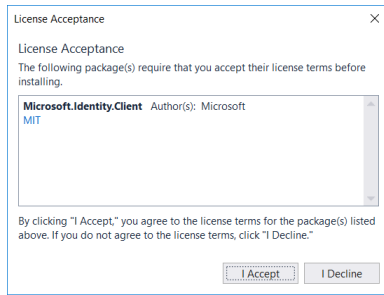 License Acceptance
License Acceptance
The following package(s) require that you accept their license terms before
installing.
Microsoft.Identity.Client Author(s): Microsoft
MIT
By clicking "I Accept," you agree to the license terms for the package(s) listed
above. If you do not agree to the license terms, click "I Decline."
I Accept I Decline